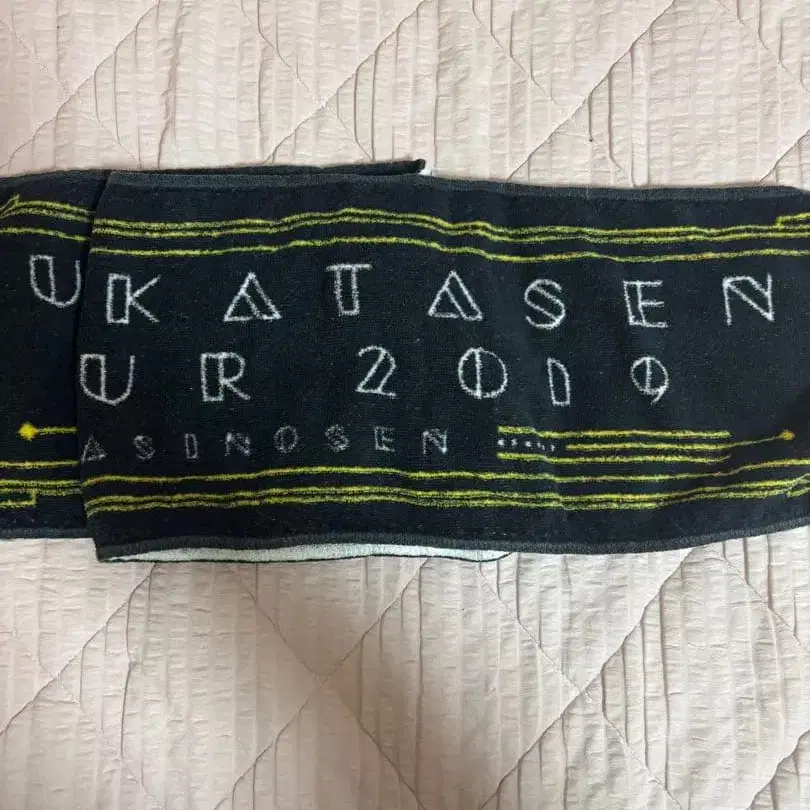 UKATASEN
UR 2019
ASINOSEN